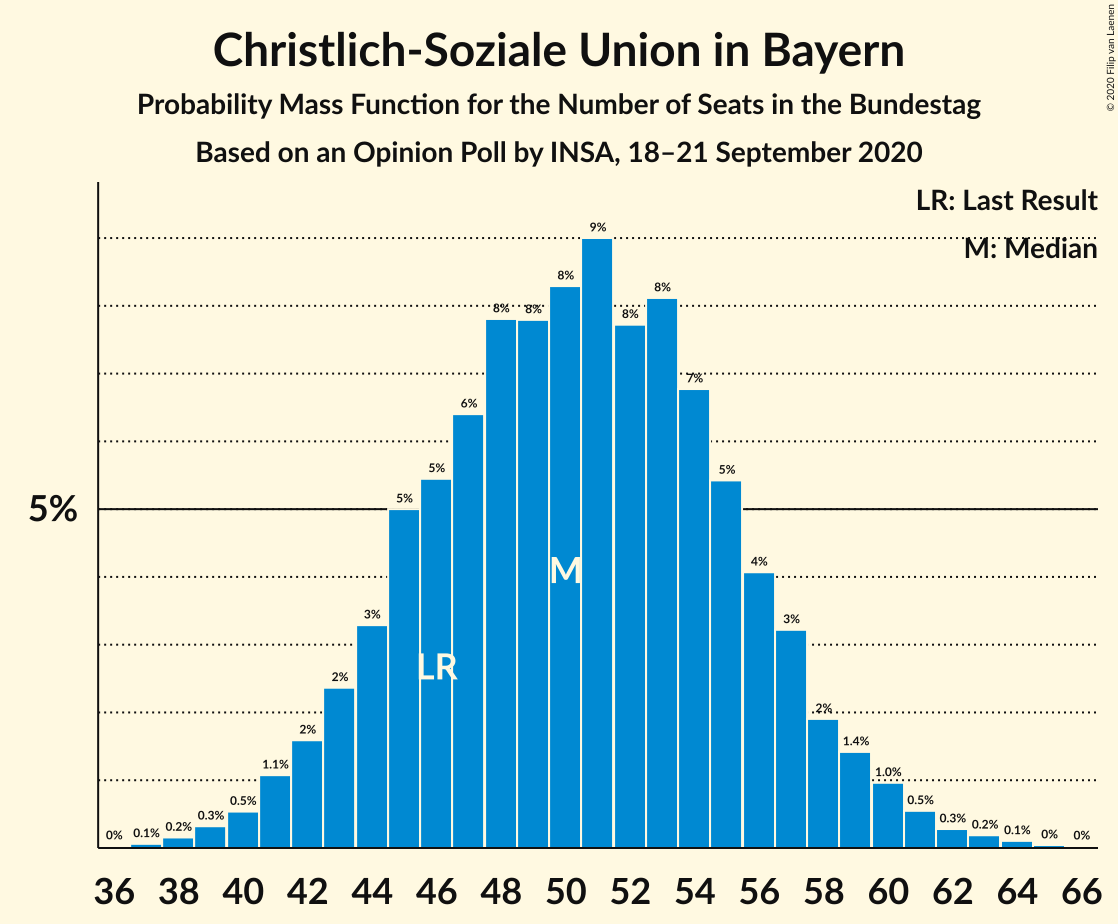 Christlich-Soziale Union in Bayern
Probability Mass Function for the Number of Seats in the Bundestag
Based on an Opinion Poll by INSA, 18–21 September 2020
© 2020 Filip van Laenen
LR: Last Result
M: Median
5%
0% 0.1% 0.2% 0.3% 0.5% 1.1% 2% 2% 3% 5% 5% 6% 8% 8% 8% 9% 8% 8% 7% 5% 4% 3% 2% 1.4% 1.0% 0.5% 0.3% 0.2% 0.1% 0% 0%
M
LR
36 38 40 42 44 46 48 50 52 54 56 58 60 62 64 66